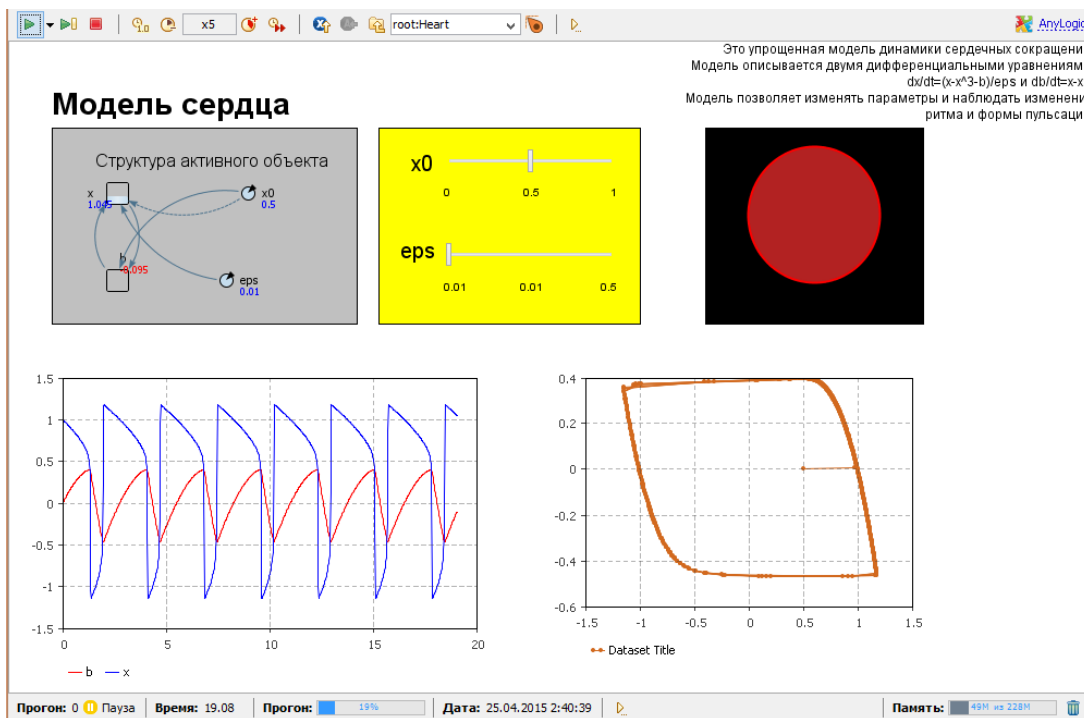 x5 root:Heart AnyLogic
Это упрощенная модель динамики сердечных сокращени
Модель описывается двумя дифференциальными уравнениям
dx/dt=(x-x^3-b)/eps и db/dt=x-x
Модель позволяет изменять параметры и наблюдать изменени
ритма и формы пульсаци
Модель сердца
Структура активного объекта
x
1.045
x0
0.5
b
-0.095
eps
0.01
x0
0 0.5 1
eps
0.01 0.01 0.5
1.5
1
0.5
0
-0.5
-1
-1.5
0 5 10 15 20
b x
0.4
0.2
0
-0.2
-0.4
-0.6
-1.5 -1 -0.5 0 0.5 1 1.5
Dataset Title
Прогон: 0 Пауза Время: 19.08 Прогон: 19% Дата: 25.04.2015 2:40:39 Память: 49M из 228M